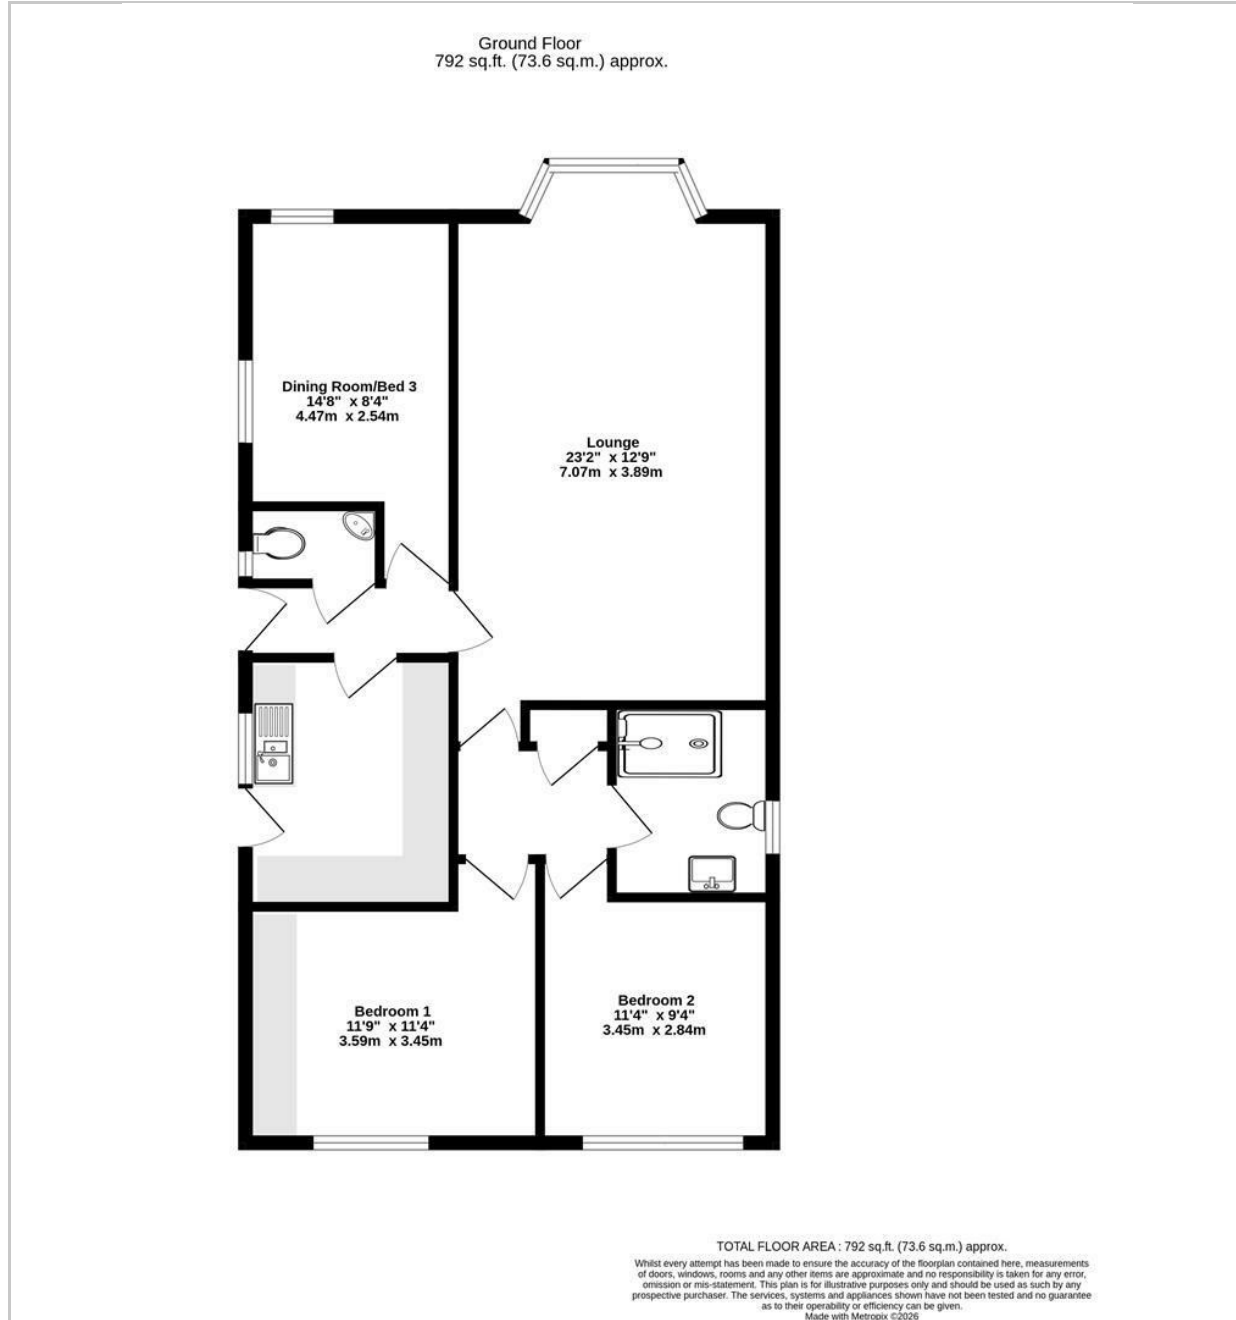 Ground Floor
792 sq.ft. (73.6 sq.m.) approx.
Dining Room/Bed 3
14'8" x 8'4"
4.47m x 2.54m
Lounge
23'2" x 12'9"
7.07m x 3.89m
Bedroom 1
11'9" x 11'4"
3.59m x 3.45m
Bedroom 2
11'4" x 9'4"
3.45m x 2.84m
TOTAL FLOOR AREA : 792 sq.ft. (73.6 sq.m.) approx.
Whilst every attempt has been made to ensure the accuracy of the floorplan contained here, measurements
of doors, windows, rooms and any other items are approximate and no responsibility is taken for any error,
omission or mis-statement. This plan is for illustrative purposes only and should be used as such by any
prospective purchaser. The services, systems and appliances shown have not been tested and no guarantee
as to their operability or efficiency can be given.
Made with Metropix ©2026